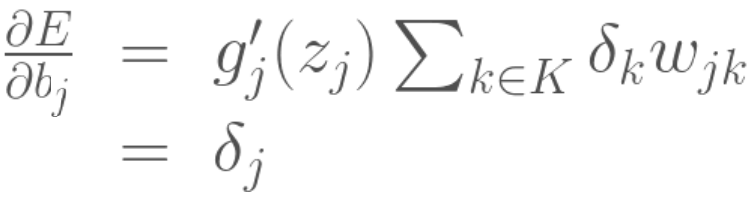 ∂E/∂b_j = g′_j(z_j) ∑_{k∈K} δ_k w_{jk}
= δ_j